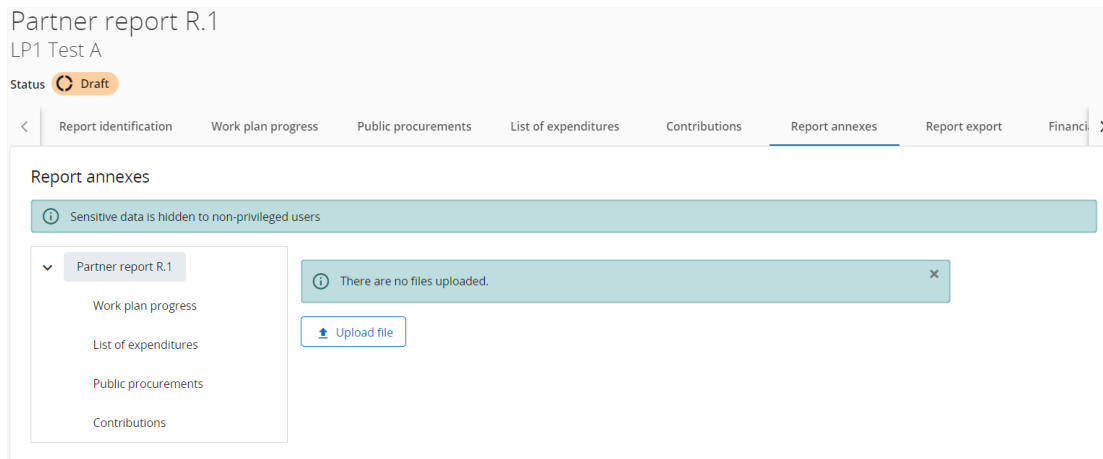 Partner report R.1
LP1 Test A
Status Draft
Report identification Work plan progress Public procurements List of expenditures Contributions Report annexes Report export Financi
Report annexes
Sensitive data is hidden to non-privileged users
Partner report R.1
Work plan progress
List of expenditures
Public procurements
Contributions
There are no files uploaded.
Upload file